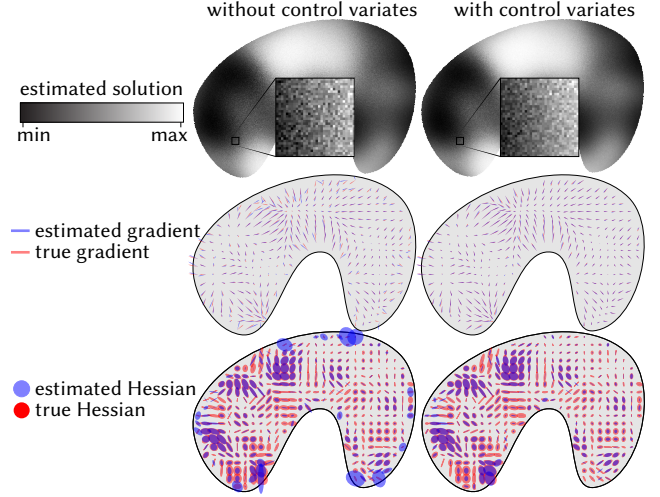 without control variates
with control variates
estimated solution
min
max
estimated gradient
true gradient
estimated Hessian
true Hessian